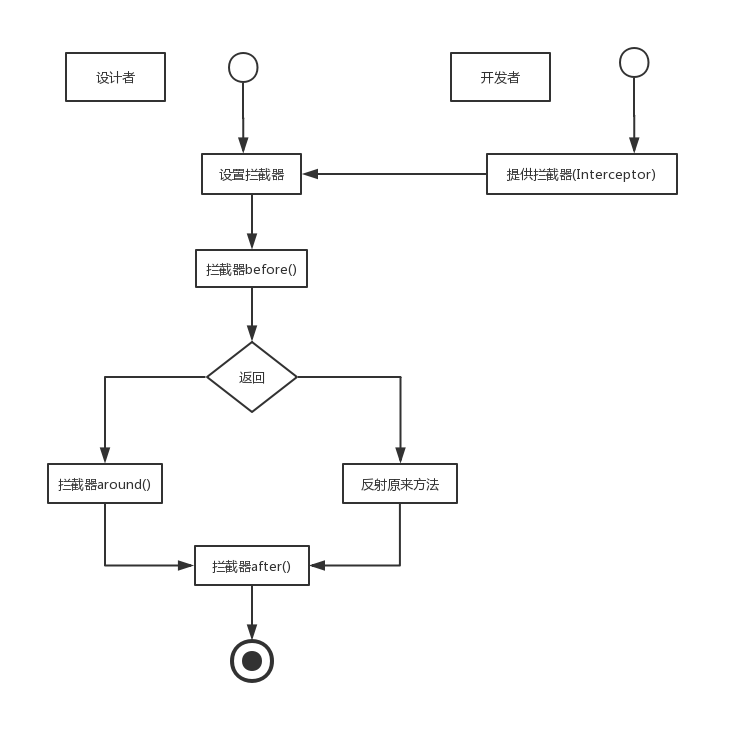 设计者
开发者
设置拦截器
提供拦截器(Interceptor)
拦截器before()
返回
拦截器around()
反射原来方法
拦截器after()